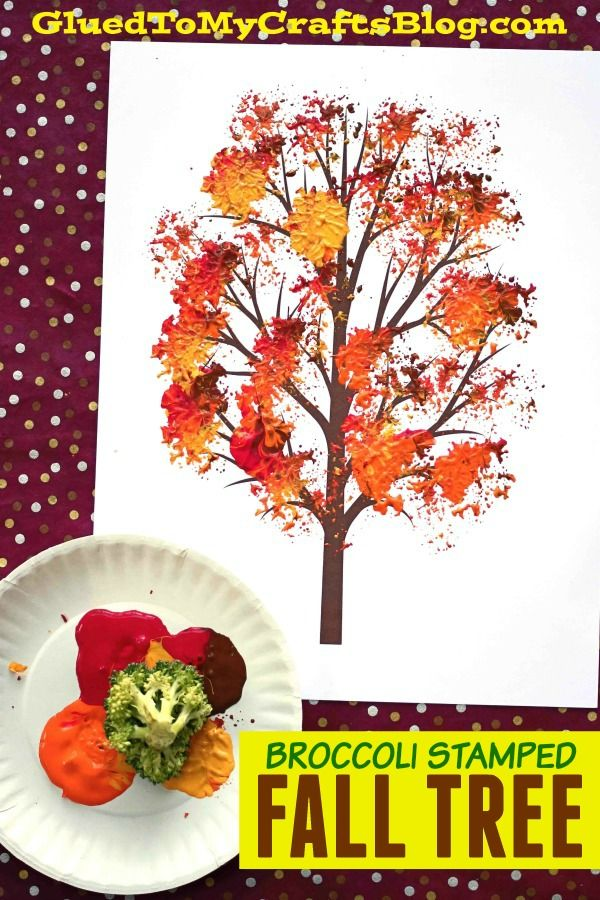 GluedToMyCraftsBlog.com
BROCCOLI STAMPED
FALL TREE